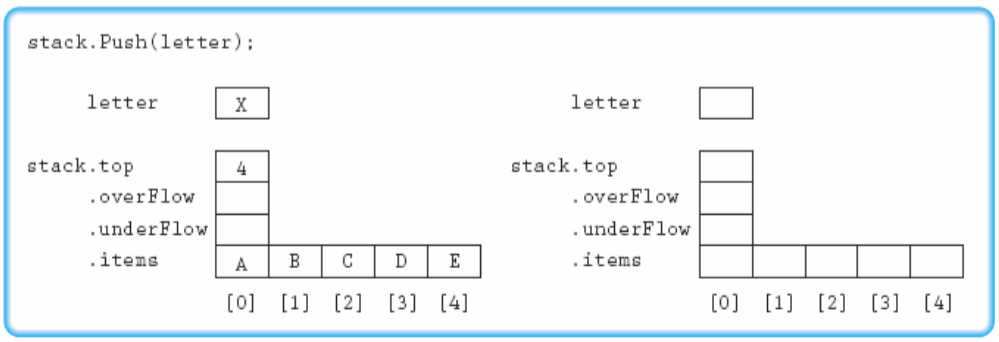 stack.Push(letter);
letter X letter
stack.top 4 stack.top
.overFlow .overFlow
.underFlow .underFlow
.items A B C D E .items
[0] [1] [2] [3] [4] [0] [1] [2] [3] [4]